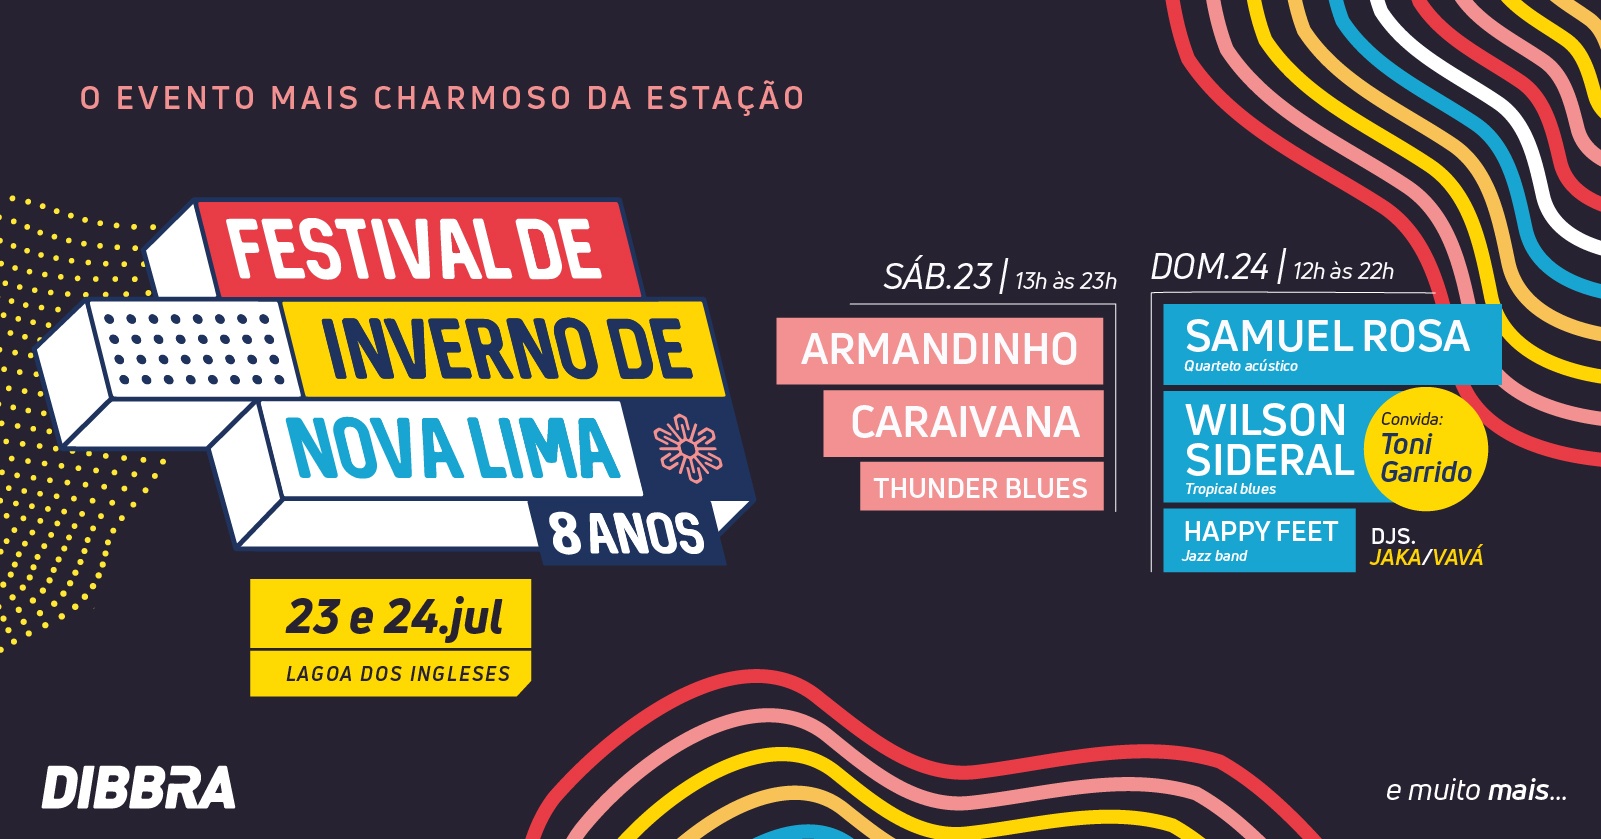 O EVENTO MAIS CHARMOSO DA ESTAÇÃO
FESTIVAL DE
INVERNO DE
NOVA LIMA
8 ANOS
23 e 24.jul
LAGOA DOS INGLESES
SÁB.23 | 13h às 23h
ARMANDINHO
CARAIVANA
THUNDER BLUES
DOM.24 | 12h às 22h
SAMUEL ROSA
Quarteto acústico
WILSON
SIDERAL
Tropical blues
Convida:
Toni
Garrido
HAPPY FEET
Jazz band
DJS.
JAKA/VAVÁ
DIBBRA
e muito mais...